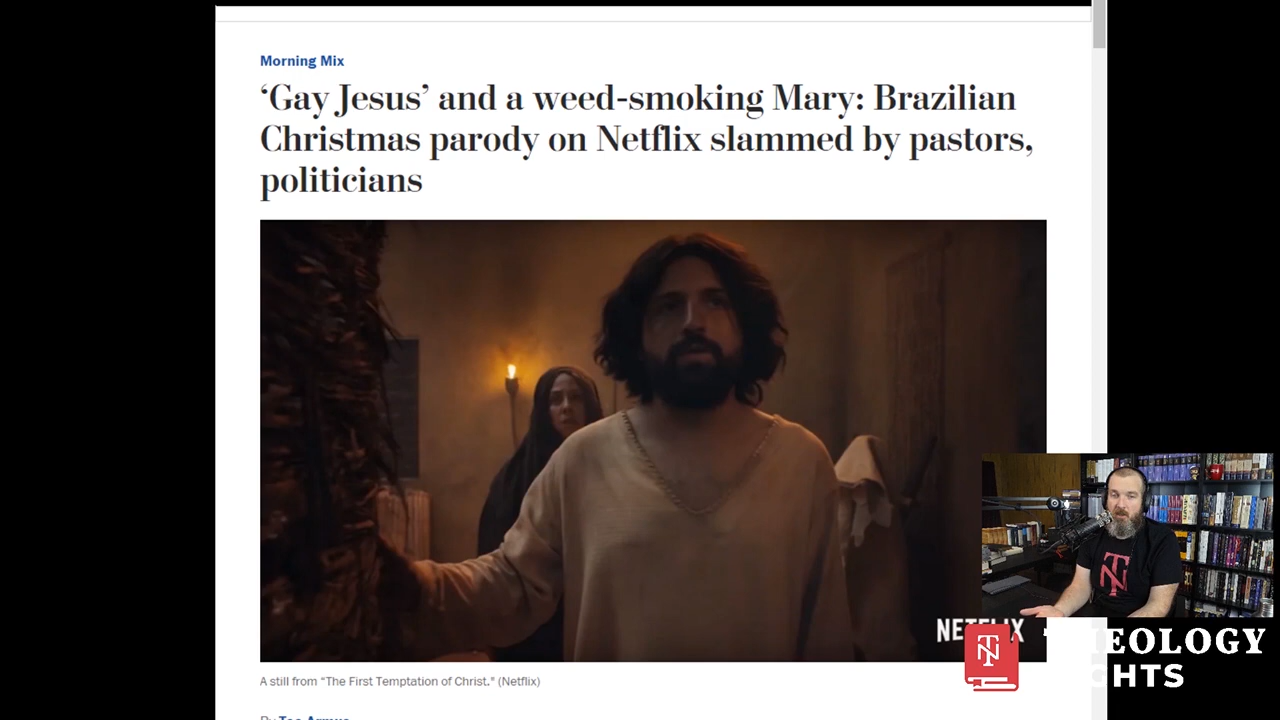 Morning Mix
‘Gay Jesus’ and a weed-smoking Mary: Brazilian
Christmas parody on Netflix slammed by pastors,
politicians
A still from “The First Temptation of Christ.” (Netflix)